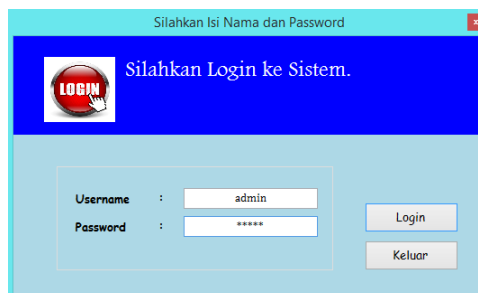 Silahkan Isi Nama dan Password
x
LOGIN
Silahkan Login ke Sistem.
Username : admin
Password : *****
Login
Keluar